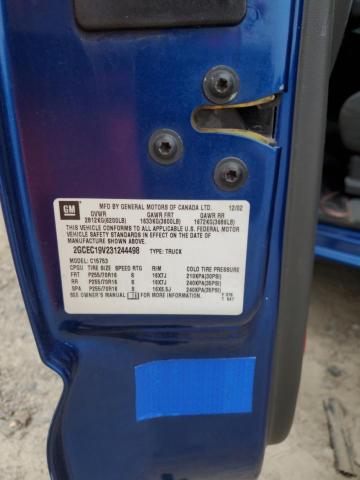 GM
MFD BY GENERAL MOTORS OF CANADA LTD. 12/02
GVWR GAWR FRT GAWR RR
2812KG(6200LB) 1633KG(3600LB) 1672KG(3686LB)
THIS VEHICLE CONFORMS TO ALL APPLICABLE U.S. FEDERAL MOTOR
VEHICLE SAFETY STANDARDS IN EFFECT ON THE DATE OF
MANUFACTURE SHOWN ABOVE.
2GCEC19V231244498 TYPE: TRUCK
MODEL: C15753
TIRE SIZE SPEED RTG RIM COLD TIRE PRESSURE
FRT P255/70R16 S 16X7J 210KPA(30PSI)
RR P255/70R16 S 16X7J 240KPA(35PSI)
SPA P255/70R16 S 16X6.5J 240KPA(35PSI)
SEE OWNER'S MANUAL FOR MORE INFORMATION.